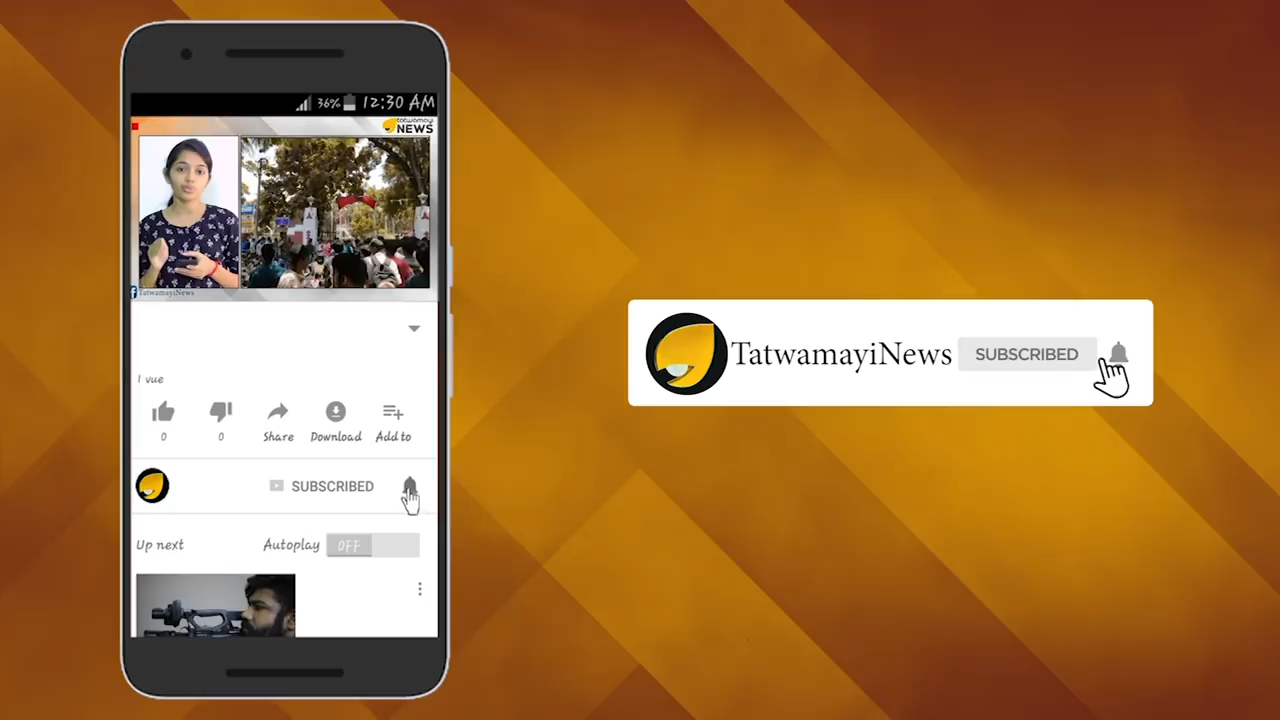 36% 12:30 AM
tatwamayi
NEWS
TatwamayiNews
1 vue
0 0 Share Download Add to
SUBSCRIBED
Up next Autoplay OFF
TatwamayiNews SUBSCRIBED